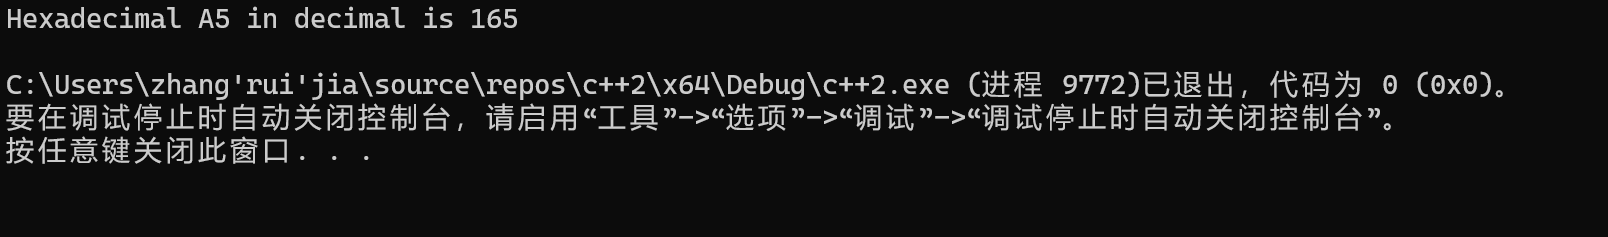 Hexadecimal A5 in decimal is 165
C:\Users\zhang'rui'jia\source\repos\c++2\x64\Debug\c++2.exe (进程 9772)已退出，代码为 0 (0x0)。
要在调试停止时自动关闭控制台，请启用“工具”->“选项”->“调试”->“调试停止时自动关闭控制台”。
按任意键关闭此窗口. . .